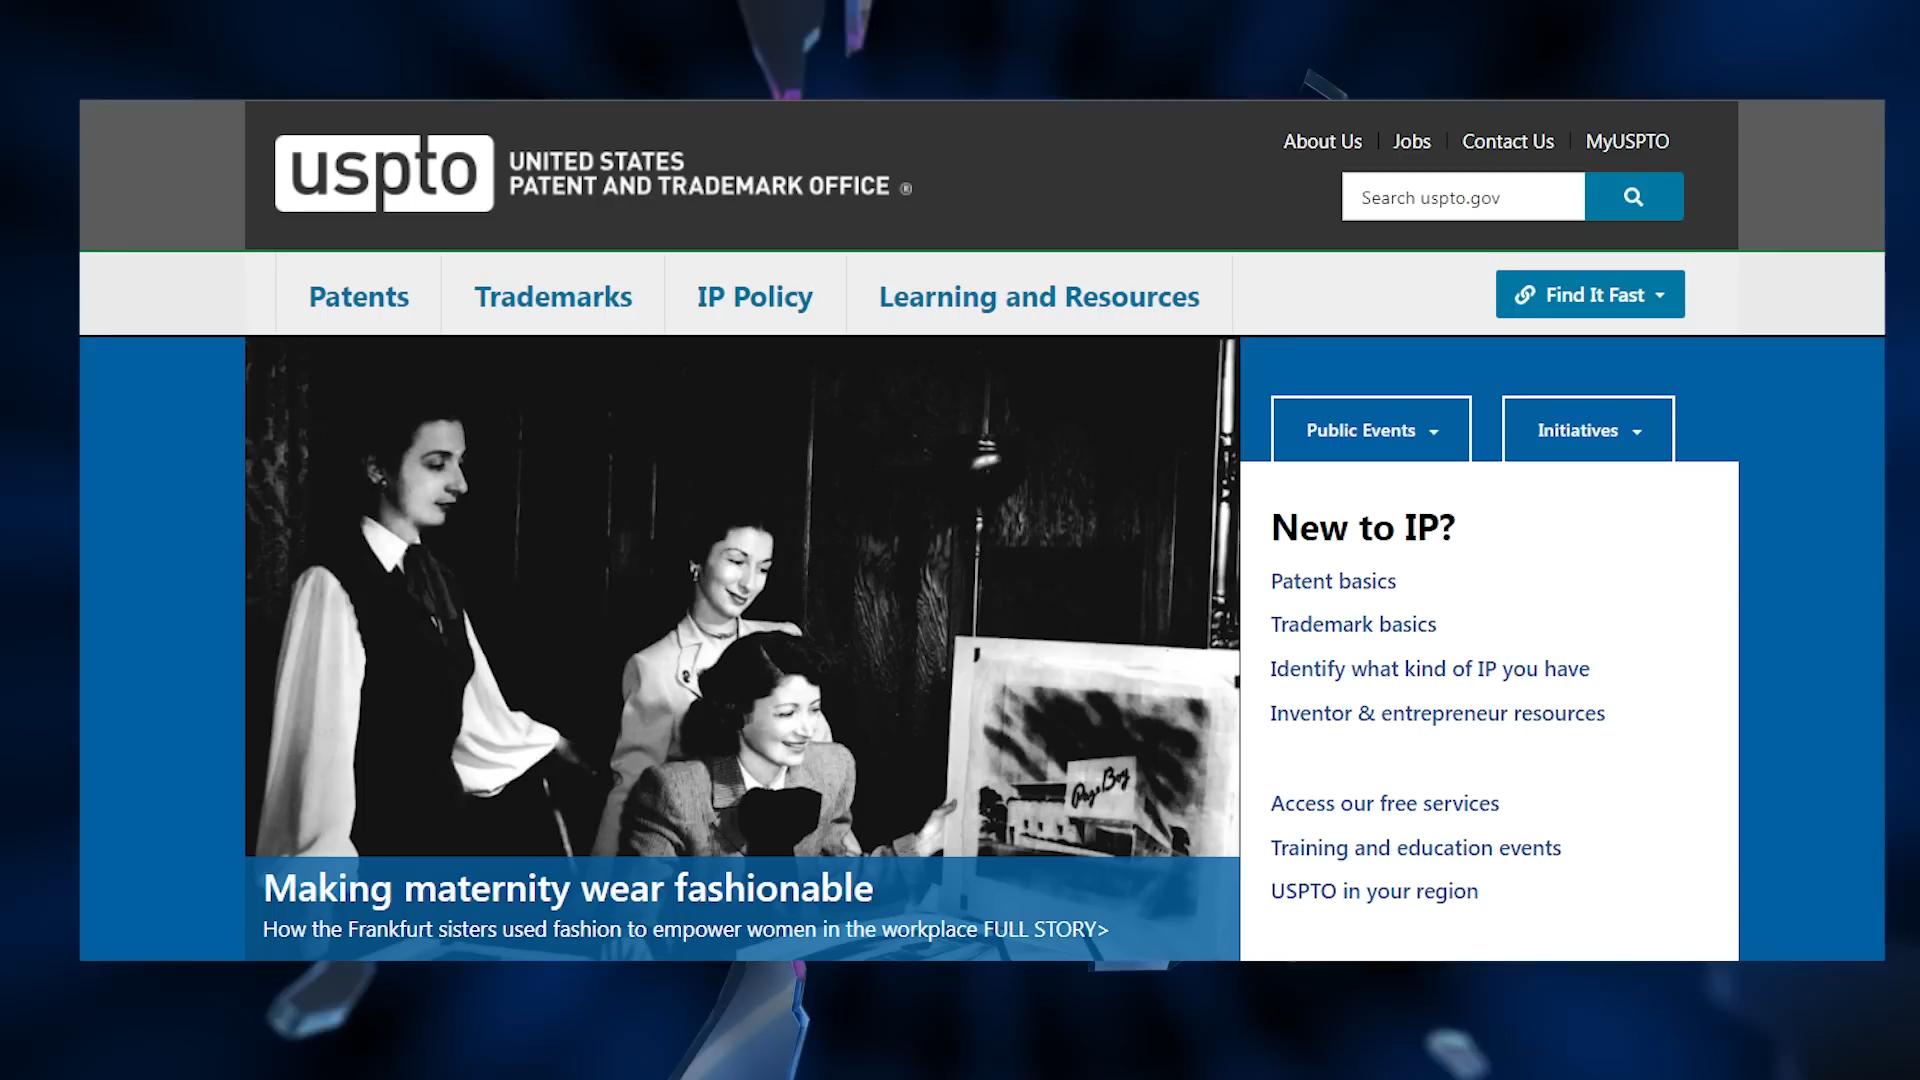 uspto
UNITED STATES
PATENT AND TRADEMARK OFFICE ®
About Us
Jobs
Contact Us
MyUSPTO
Search uspto.gov
Patents
Trademarks
IP Policy
Learning and Resources
Find It Fast
Public Events
Initiatives
Page Boy
Making maternity wear fashionable
How the Frankfurt sisters used fashion to empower women in the workplace FULL STORY>
New to IP?
Patent basics
Trademark basics
Identify what kind of IP you have
Inventor & entrepreneur resources
Access our free services
Training and education events
USPTO in your region